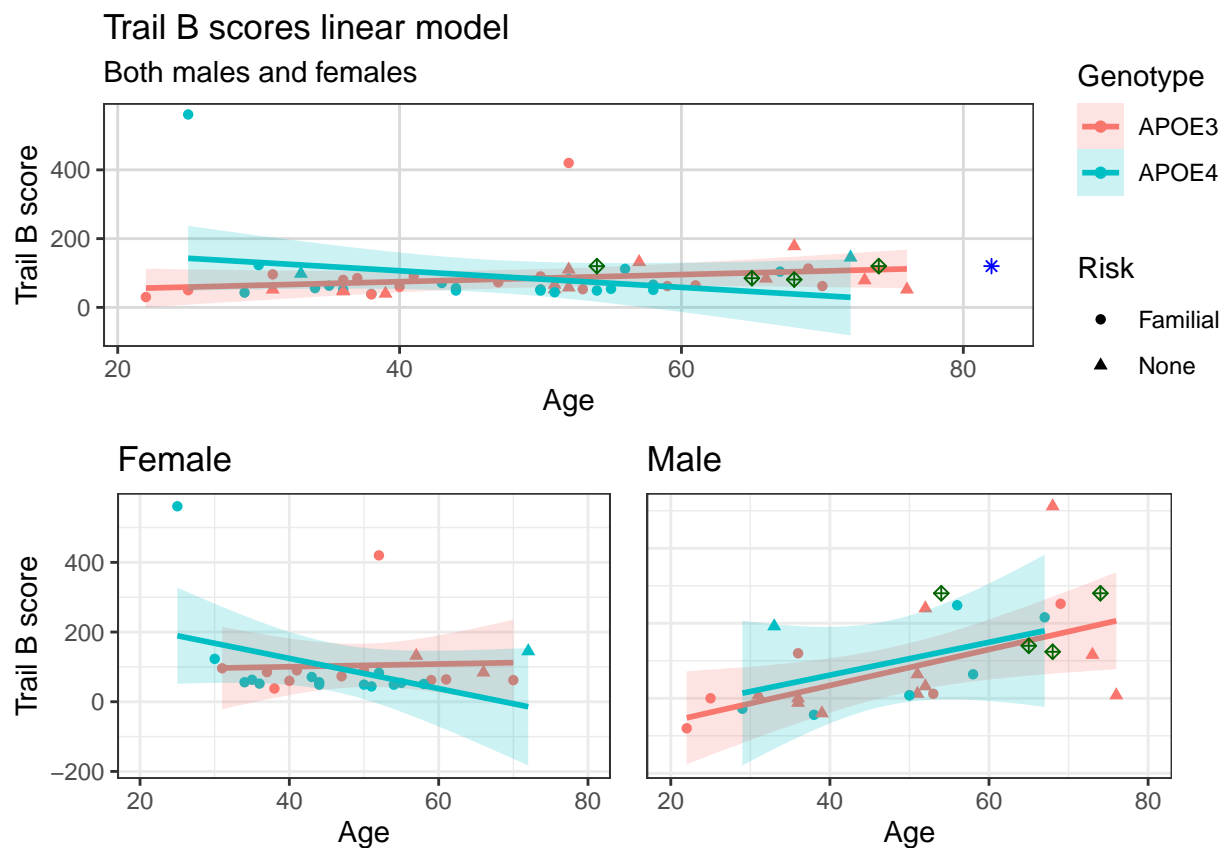 Trail B scores linear model
Both males and females
Trail B score
400
200
0
20 40 60 80
Age
Genotype
APOE3
APOE4
Risk
Familial
None
Female
Trail B score
400
200
0
−200
20 40 60 80
Age
Male
20 40 60 80
Age